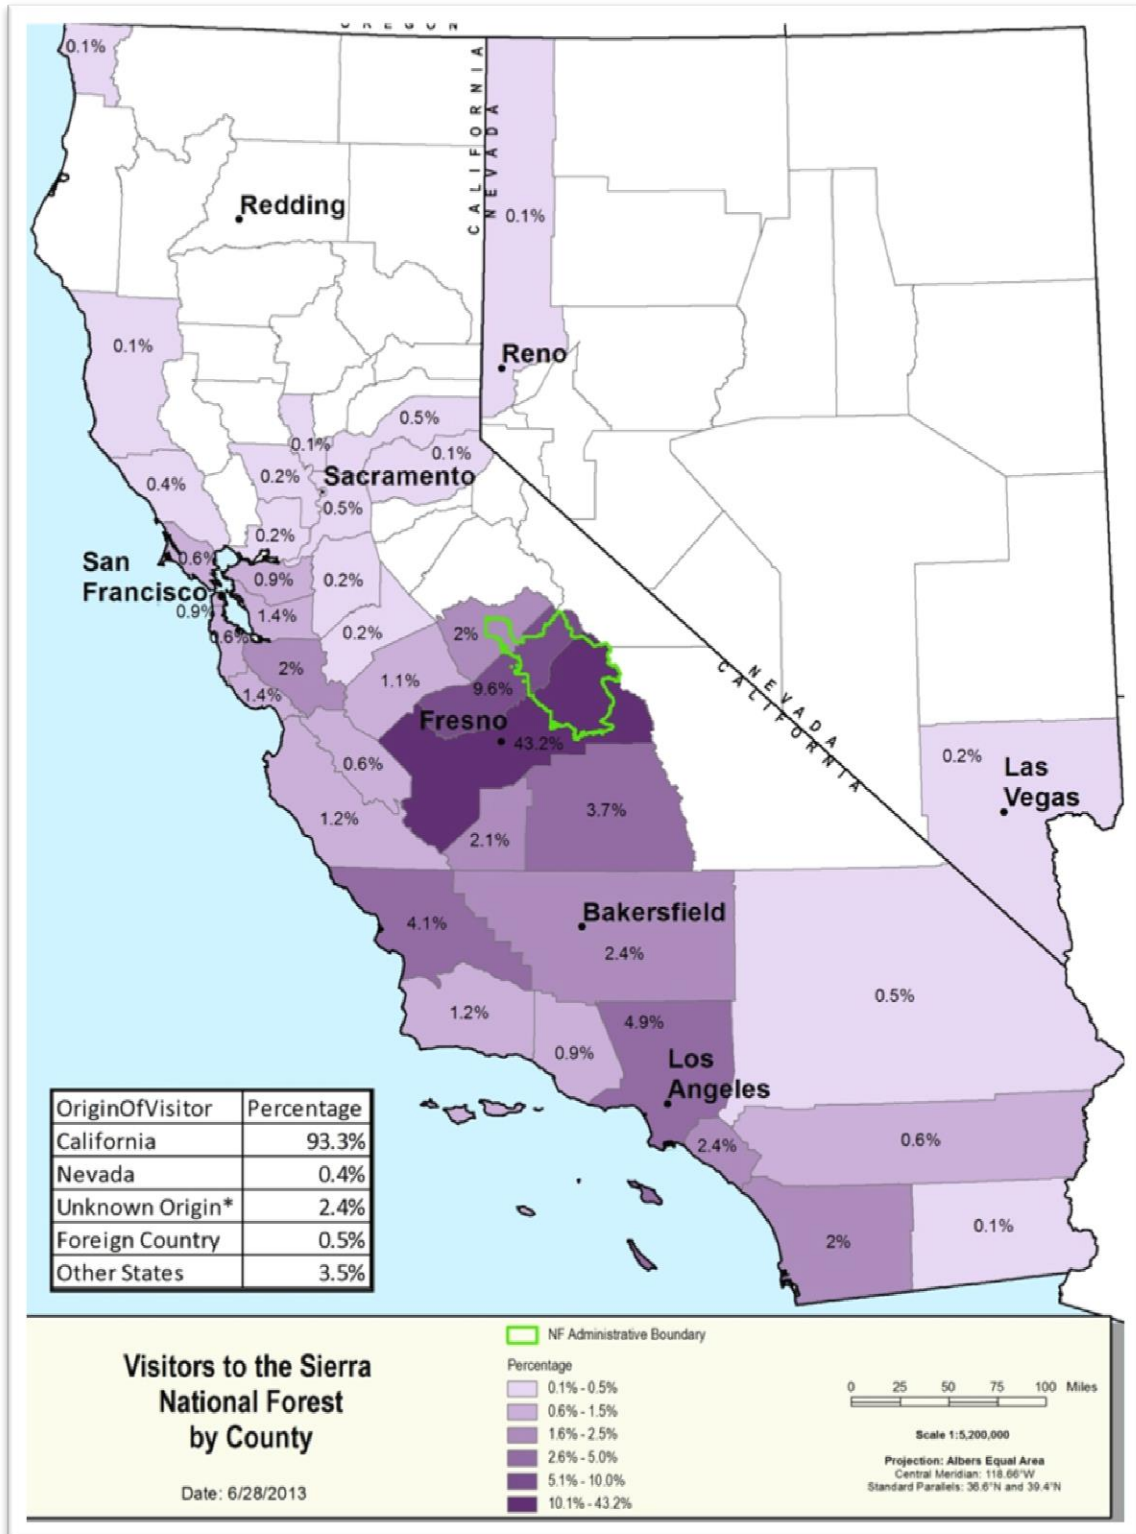 OREGON
0.1%
CALIFORNIA
NEVADA
Redding
0.1%
0.1%
Reno
0.5%
0.1%
0.1%
0.4%
0.2%
Sacramento
0.5%
0.2%
San
Francisco
0.6%
0.9%
0.2%
0.9%
1.4%
0.2%
2%
0.6%
2%
1.1%
9.6%
1.4%
NEVADA
CALIFORNIA
Fresno
43.2%
0.6%
0.2%
Las
Vegas
1.2%
2.1%
3.7%
Bakersfield
4.1%
2.4%
0.5%
1.2%
4.9%
0.9%
Los
Angeles
2.4%
0.6%
2%
0.1%
OriginOfVisitor Percentage
California 93.3%
Nevada 0.4%
Unknown Origin* 2.4%
Foreign Country 0.5%
Other States 3.5%
Visitors to the Sierra
National Forest
by County
Date: 6/28/2013
NF Administrative Boundary
Percentage
0.1% - 0.5%
0.6% - 1.5%
1.6% - 2.5%
2.6% - 5.0%
5.1% - 10.0%
10.1% - 43.2%
0 25 50 75 100 Miles
Scale 1:5,200,000
Projection: Albers Equal Area
Central Meridian: 118.66°W
Standard Parallels: 36.6°N and 39.4°N